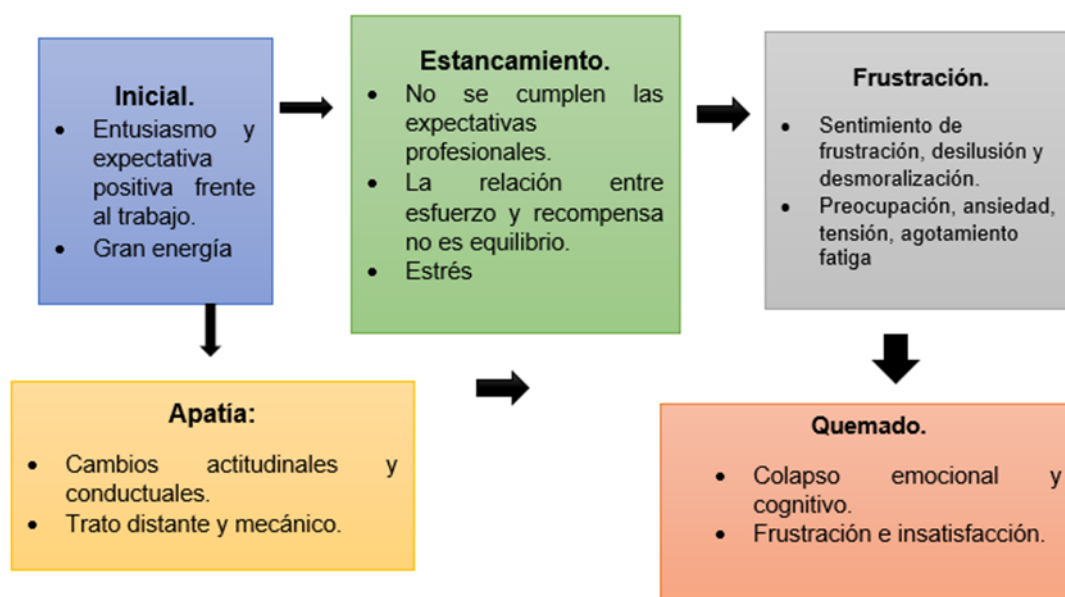 Inicial.
• Entusiasmo y
expectativa
positiva frente
al trabajo.
• Gran energía
Estancamiento.
• No se cumplen las
expectativas
profesionales.
• La relación entre
esfuerzo y recompensa
no es equilibrio.
• Estrés
Frustración.
• Sentimiento de
frustración, desilusión y
desmoralización.
• Preocupación, ansiedad,
tensión, agotamiento
fatiga
Apatía:
• Cambios actitudinales y
conductuales.
• Trato distante y mecánico.
Quemado.
• Colapso emocional y
cognitivo.
• Frustración e insatisfacción.